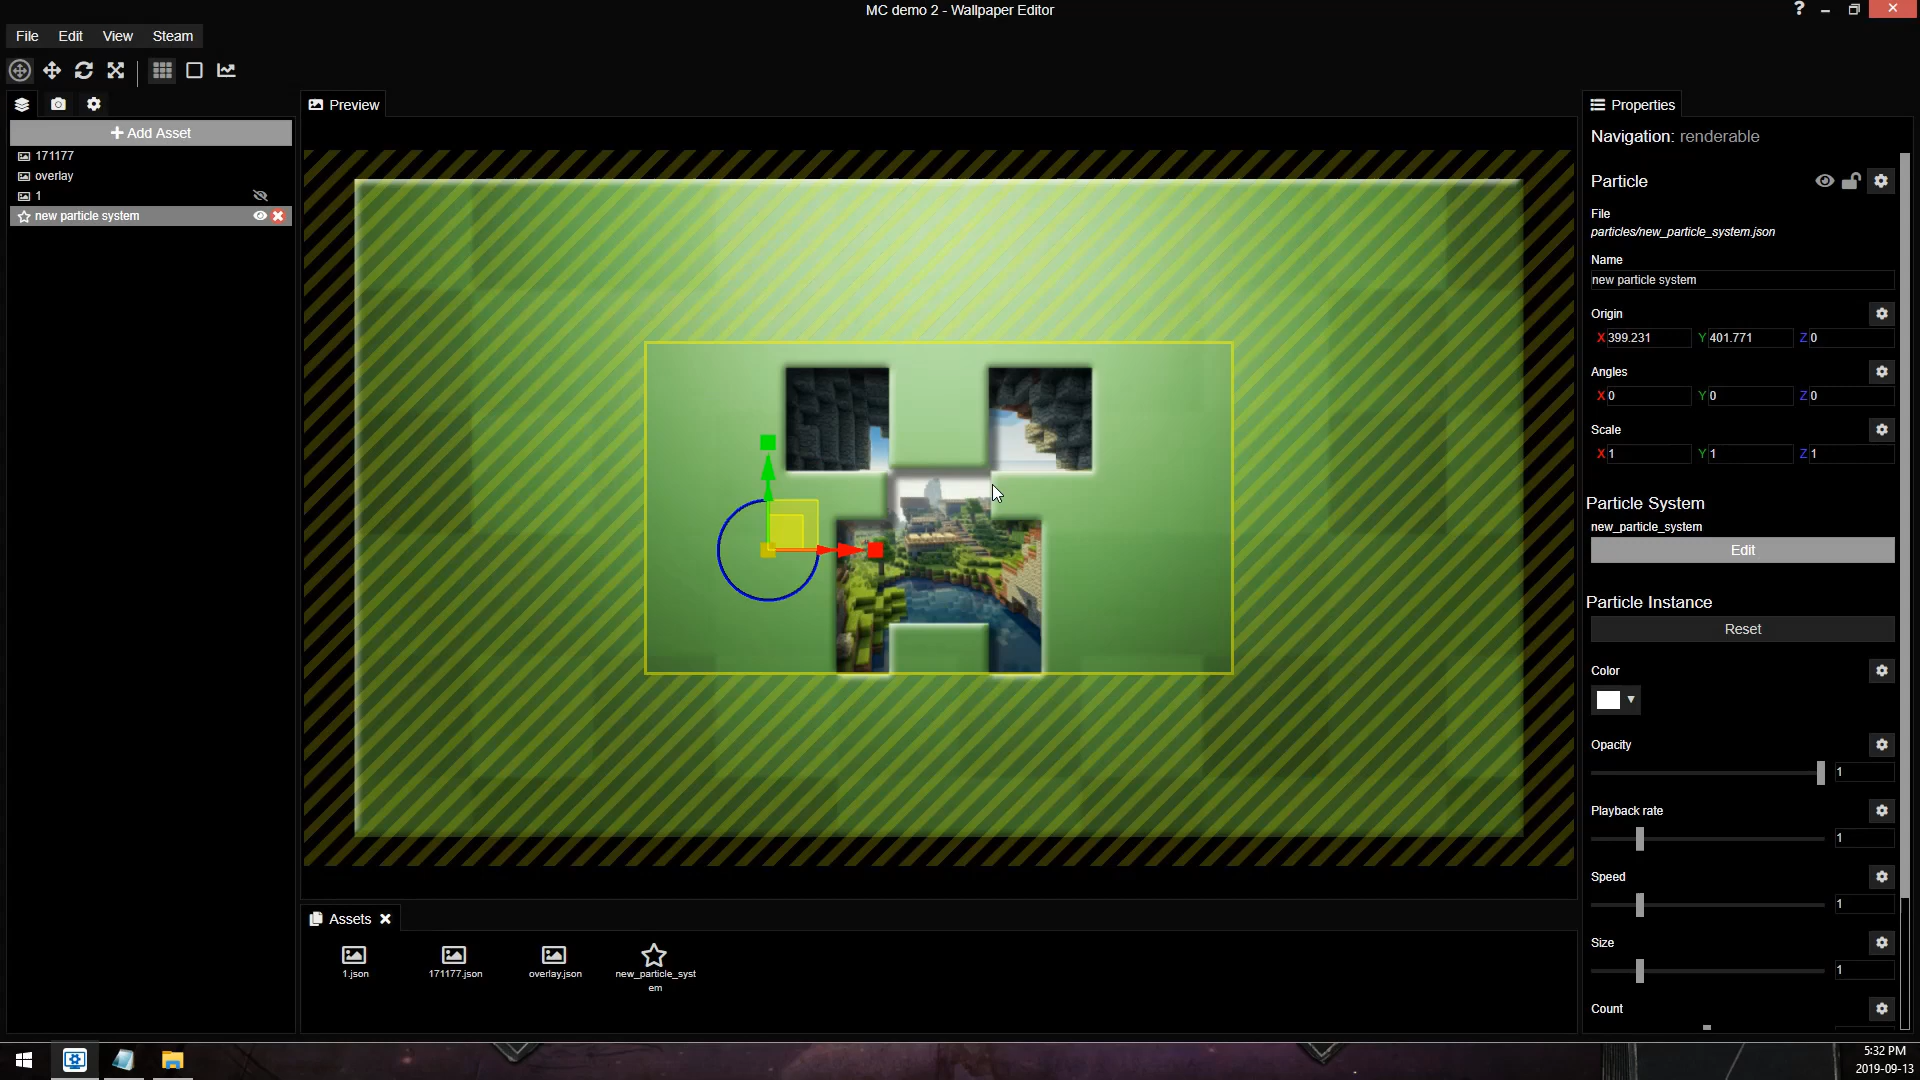 MC demo 2 - Wallpaper Editor
?
File Edit View Steam
Preview
Properties
Add Asset
171177
overlay
1
new particle system
Navigation: renderable
Particle
File
particles/new_particle_system.json
Name
new particle system
Origin
X 399.231 Y 401.771 Z 0
Angles
X 0 Y 0 Z 0
Scale
X 1 Y 1 Z 1
Particle System
new_particle_system
Edit
Particle Instance
Reset
Color
Opacity
1
Playback rate
1
Speed
1
Size
1
Count
Assets
1.json
171177.json
overlay.json
new_particle_syst
em
5:32 PM
2019-09-13